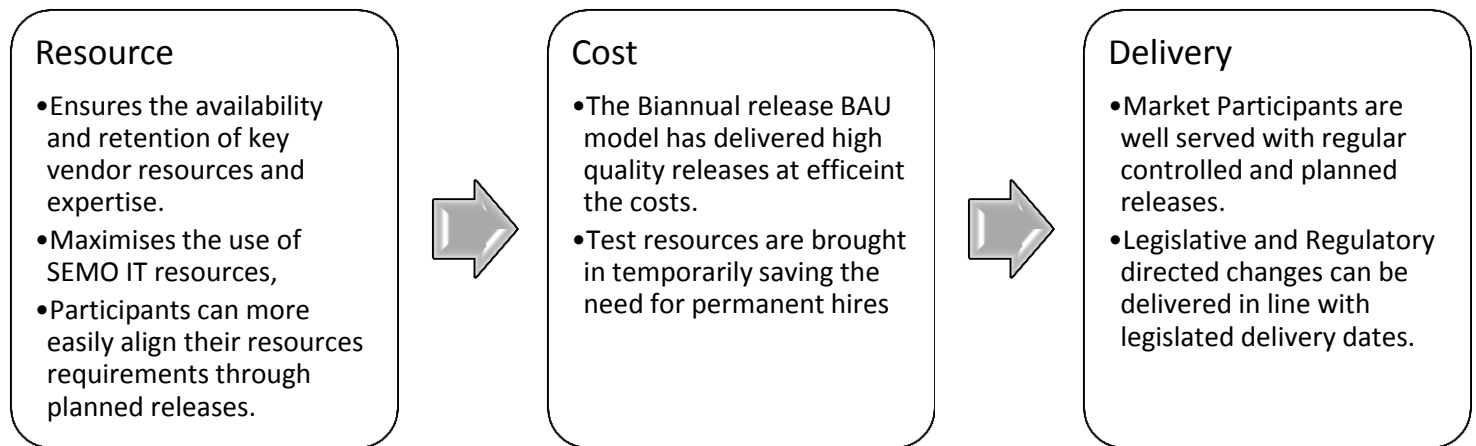 Resource
•Ensures the availability
and retention of key
vendor resources and
expertise.
•Maximises the use of
SEMO IT resources,
•Participants can more
easily align their resources
requirements through
planned releases.
Cost
•The Biannual release BAU
model has delivered high
quality releases at efficeint
the costs.
•Test resources are brought
in temporarily saving the
need for permanent hires
Delivery
•Market Participants are
well served with regular
controlled and planned
releases.
•Legislative and Regulatory
directed changes can be
delivered in line with
legislated delivery dates.